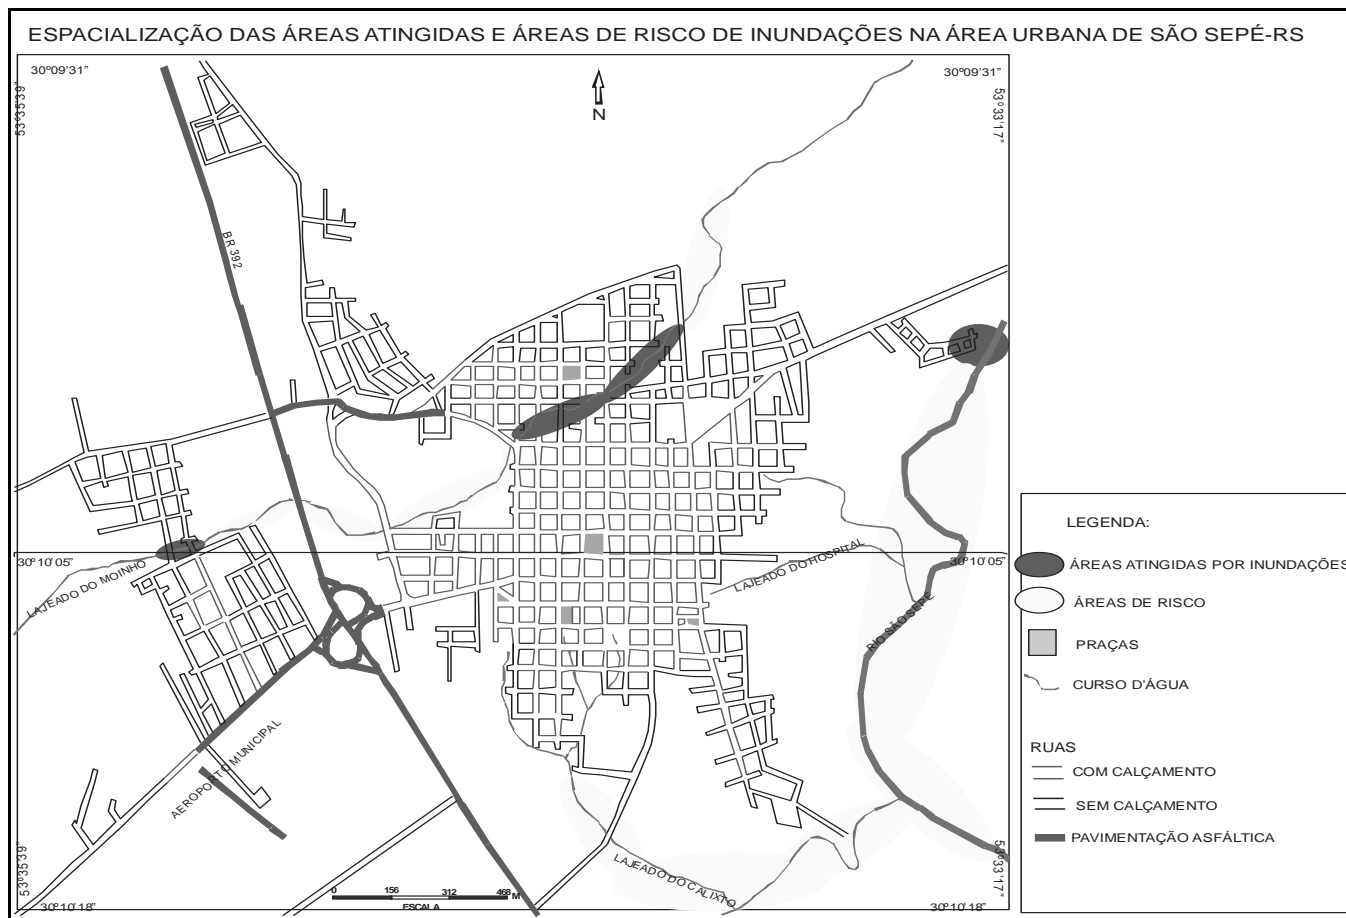 ESPACIALIZAÇÃO DAS ÁREAS ATINGIDAS E ÁREAS DE RISCO DE INUNDAÇÕES NA ÁREA URBANA DE SÃO SEPÉ-RS
30º09'31"
30º09'31"
53º35'39"
53º33'17"
N
BR 392
30º10'05"
30º10'05"
LAJEADO DO MOINHO
LAJEADO DO HOSPITAL
RIO SÃO SEPÉ
AEROPORTO MUNICIPAL
LAJEADO DO CALIXTO
53º35'39"
53º33'17"
0 156 312 468 M
ESCALA
30º10'18"
30º10'18"
LEGENDA:
ÁREAS ATINGIDAS POR INUNDAÇÕES
ÁREAS DE RISCO
PRAÇAS
CURSO D'ÁGUA
RUAS
COM CALÇAMENTO
SEM CALÇAMENTO
PAVIMENTAÇÃO ASFÁLTICA